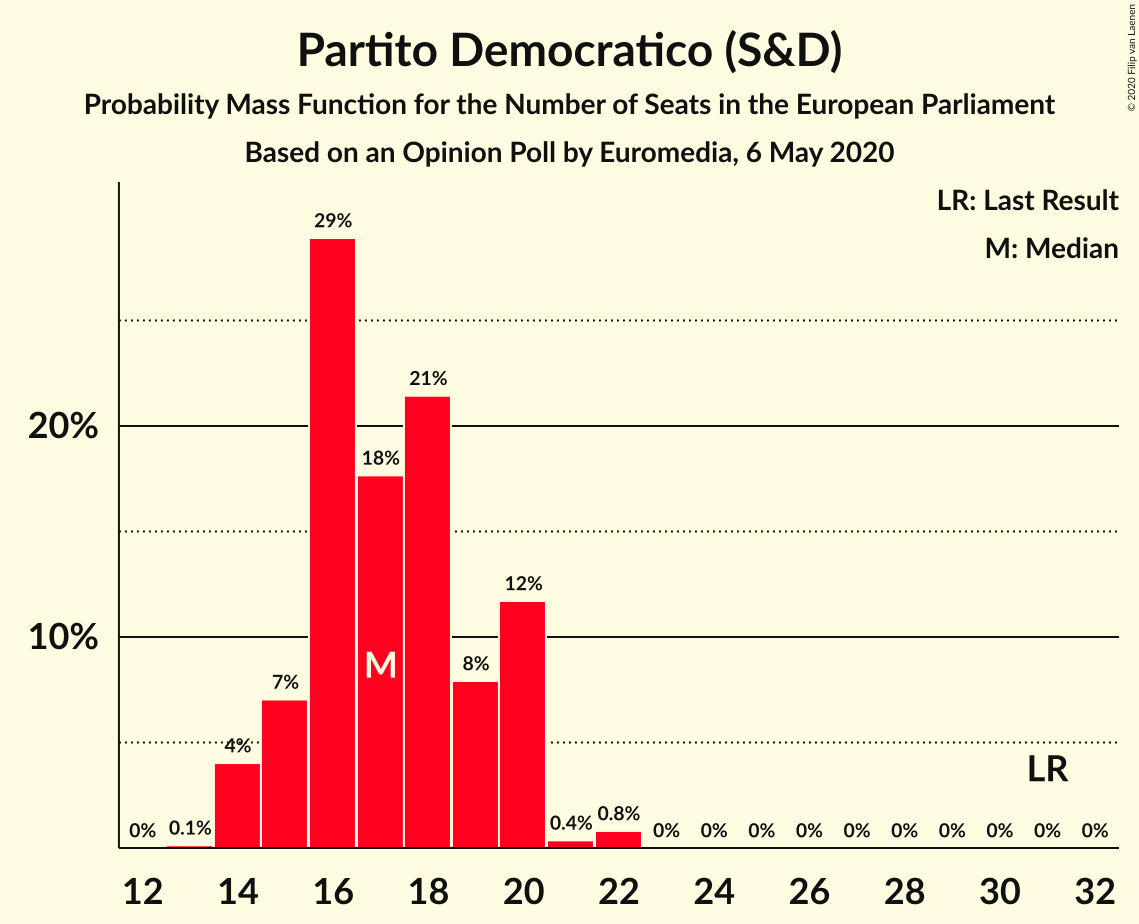 Partito Democratico (S&D)
Probability Mass Function for the Number of Seats in the European Parliament
Based on an Opinion Poll by Euromedia, 6 May 2020
© 2020 Filip van Laenen
LR: Last Result
M: Median
29%
21%
20%
18%
12%
10%
M
8%
7%
4%
LR
0% 0.1% 0.4% 0.8% 0% 0% 0% 0% 0% 0% 0% 0% 0% 0%
12 14 16 18 20 22 24 26 28 30 32